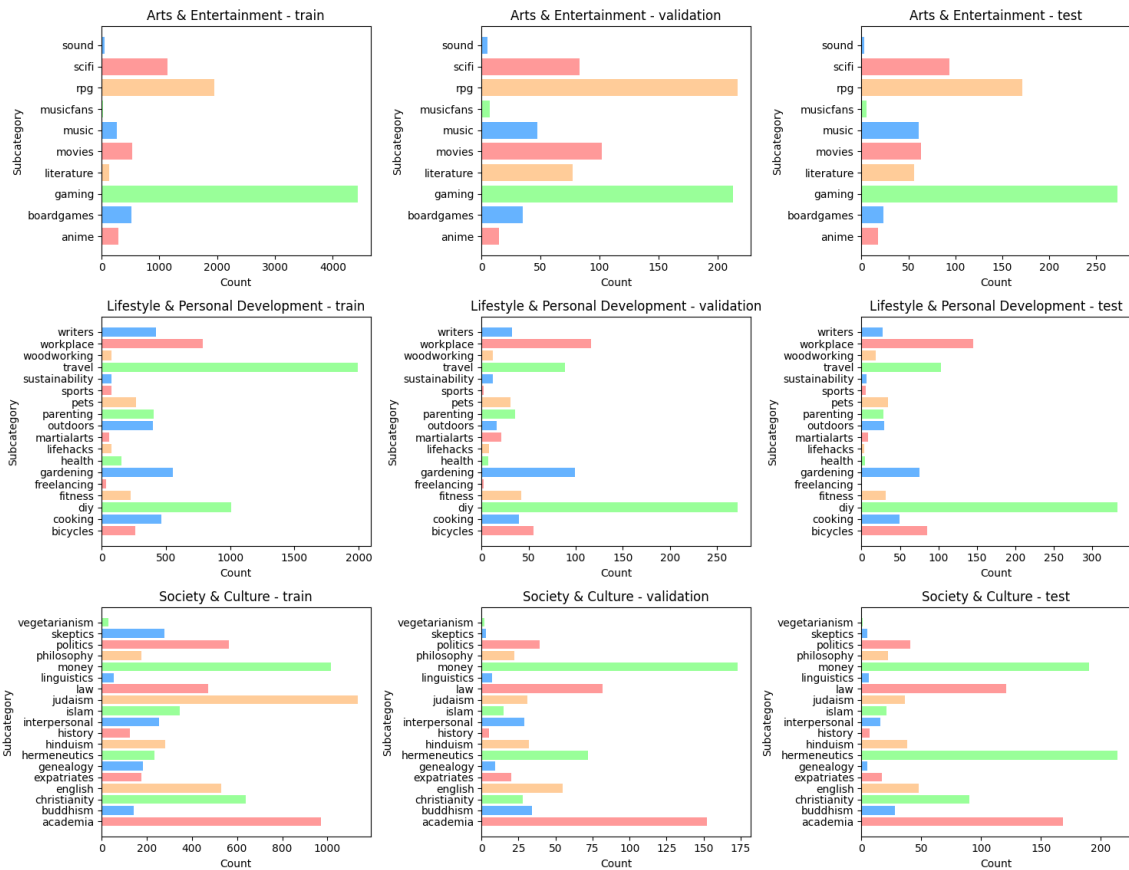 Arts & Entertainment - train
Subcategory
sound
scifi
rpg
musicfans
music
movies
literature
gaming
boardgames
anime
0 1000 2000 3000 4000
Count
Arts & Entertainment - validation
Subcategory
sound
scifi
rpg
musicfans
music
movies
literature
gaming
boardgames
anime
0 50 100 150 200
Count
Arts & Entertainment - test
Subcategory
sound
scifi
rpg
musicfans
music
movies
literature
gaming
boardgames
anime
0 50 100 150 200 250
Count
Lifestyle & Personal Development - train
Subcategory
writers
workplace
woodworking
travel
sustainability
sports
pets
parenting
outdoors
martialarts
lifehacks
health
gardening
freelancing
fitness
diy
cooking
bicycles
0 500 1000 1500 2000
Count
Lifestyle & Personal Development - validation
Subcategory
writers
workplace
woodworking
travel
sustainability
sports
pets
parenting
outdoors
martialarts
lifehacks
health
gardening
freelancing
fitness
diy
cooking
bicycles
0 50 100 150 200 250
Count
Lifestyle & Personal Development - test
Subcategory
writers
workplace
woodworking
travel
sustainability
sports
pets
parenting
outdoors
martialarts
lifehacks
health
gardening
freelancing
fitness
diy
cooking
bicycles
0 50 100 150 200 250 300
Count
Society & Culture - train
Subcategory
vegetarianism
skeptics
politics
philosophy
money
linguistics
law
judaism
islam
interpersonal
history
hinduism
hermeneutics
genealogy
expatriates
english
christianity
buddhism
academia
0 200 400 600 800 1000
Count
Society & Culture - validation
Subcategory
vegetarianism
skeptics
politics
philosophy
money
linguistics
law
judaism
islam
interpersonal
history
hinduism
hermeneutics
genealogy
expatriates
english
christianity
buddhism
academia
0 25 50 75 100 125 150 175
Count
Society & Culture - test
Subcategory
vegetarianism
skeptics
politics
philosophy
money
linguistics
law
judaism
islam
interpersonal
history
hinduism
hermeneutics
genealogy
expatriates
english
christianity
buddhism
academia
0 50 100 150 200
Count